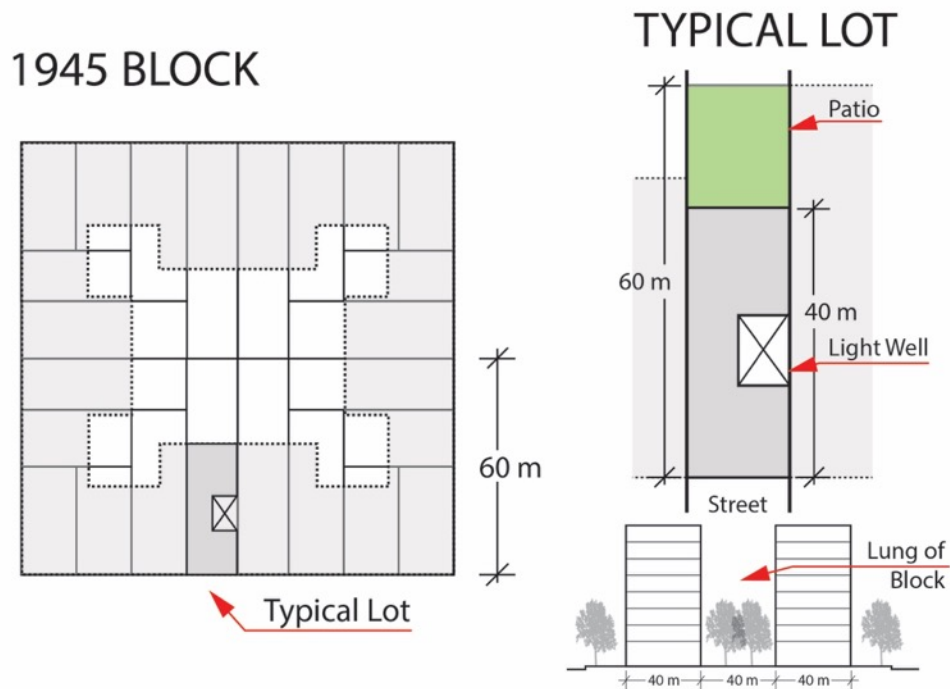 1945 BLOCK
60 m
Typical Lot
TYPICAL LOT
Patio
60 m
40 m
Light Well
Street
Lung of
Block
40 m
40 m
40 m